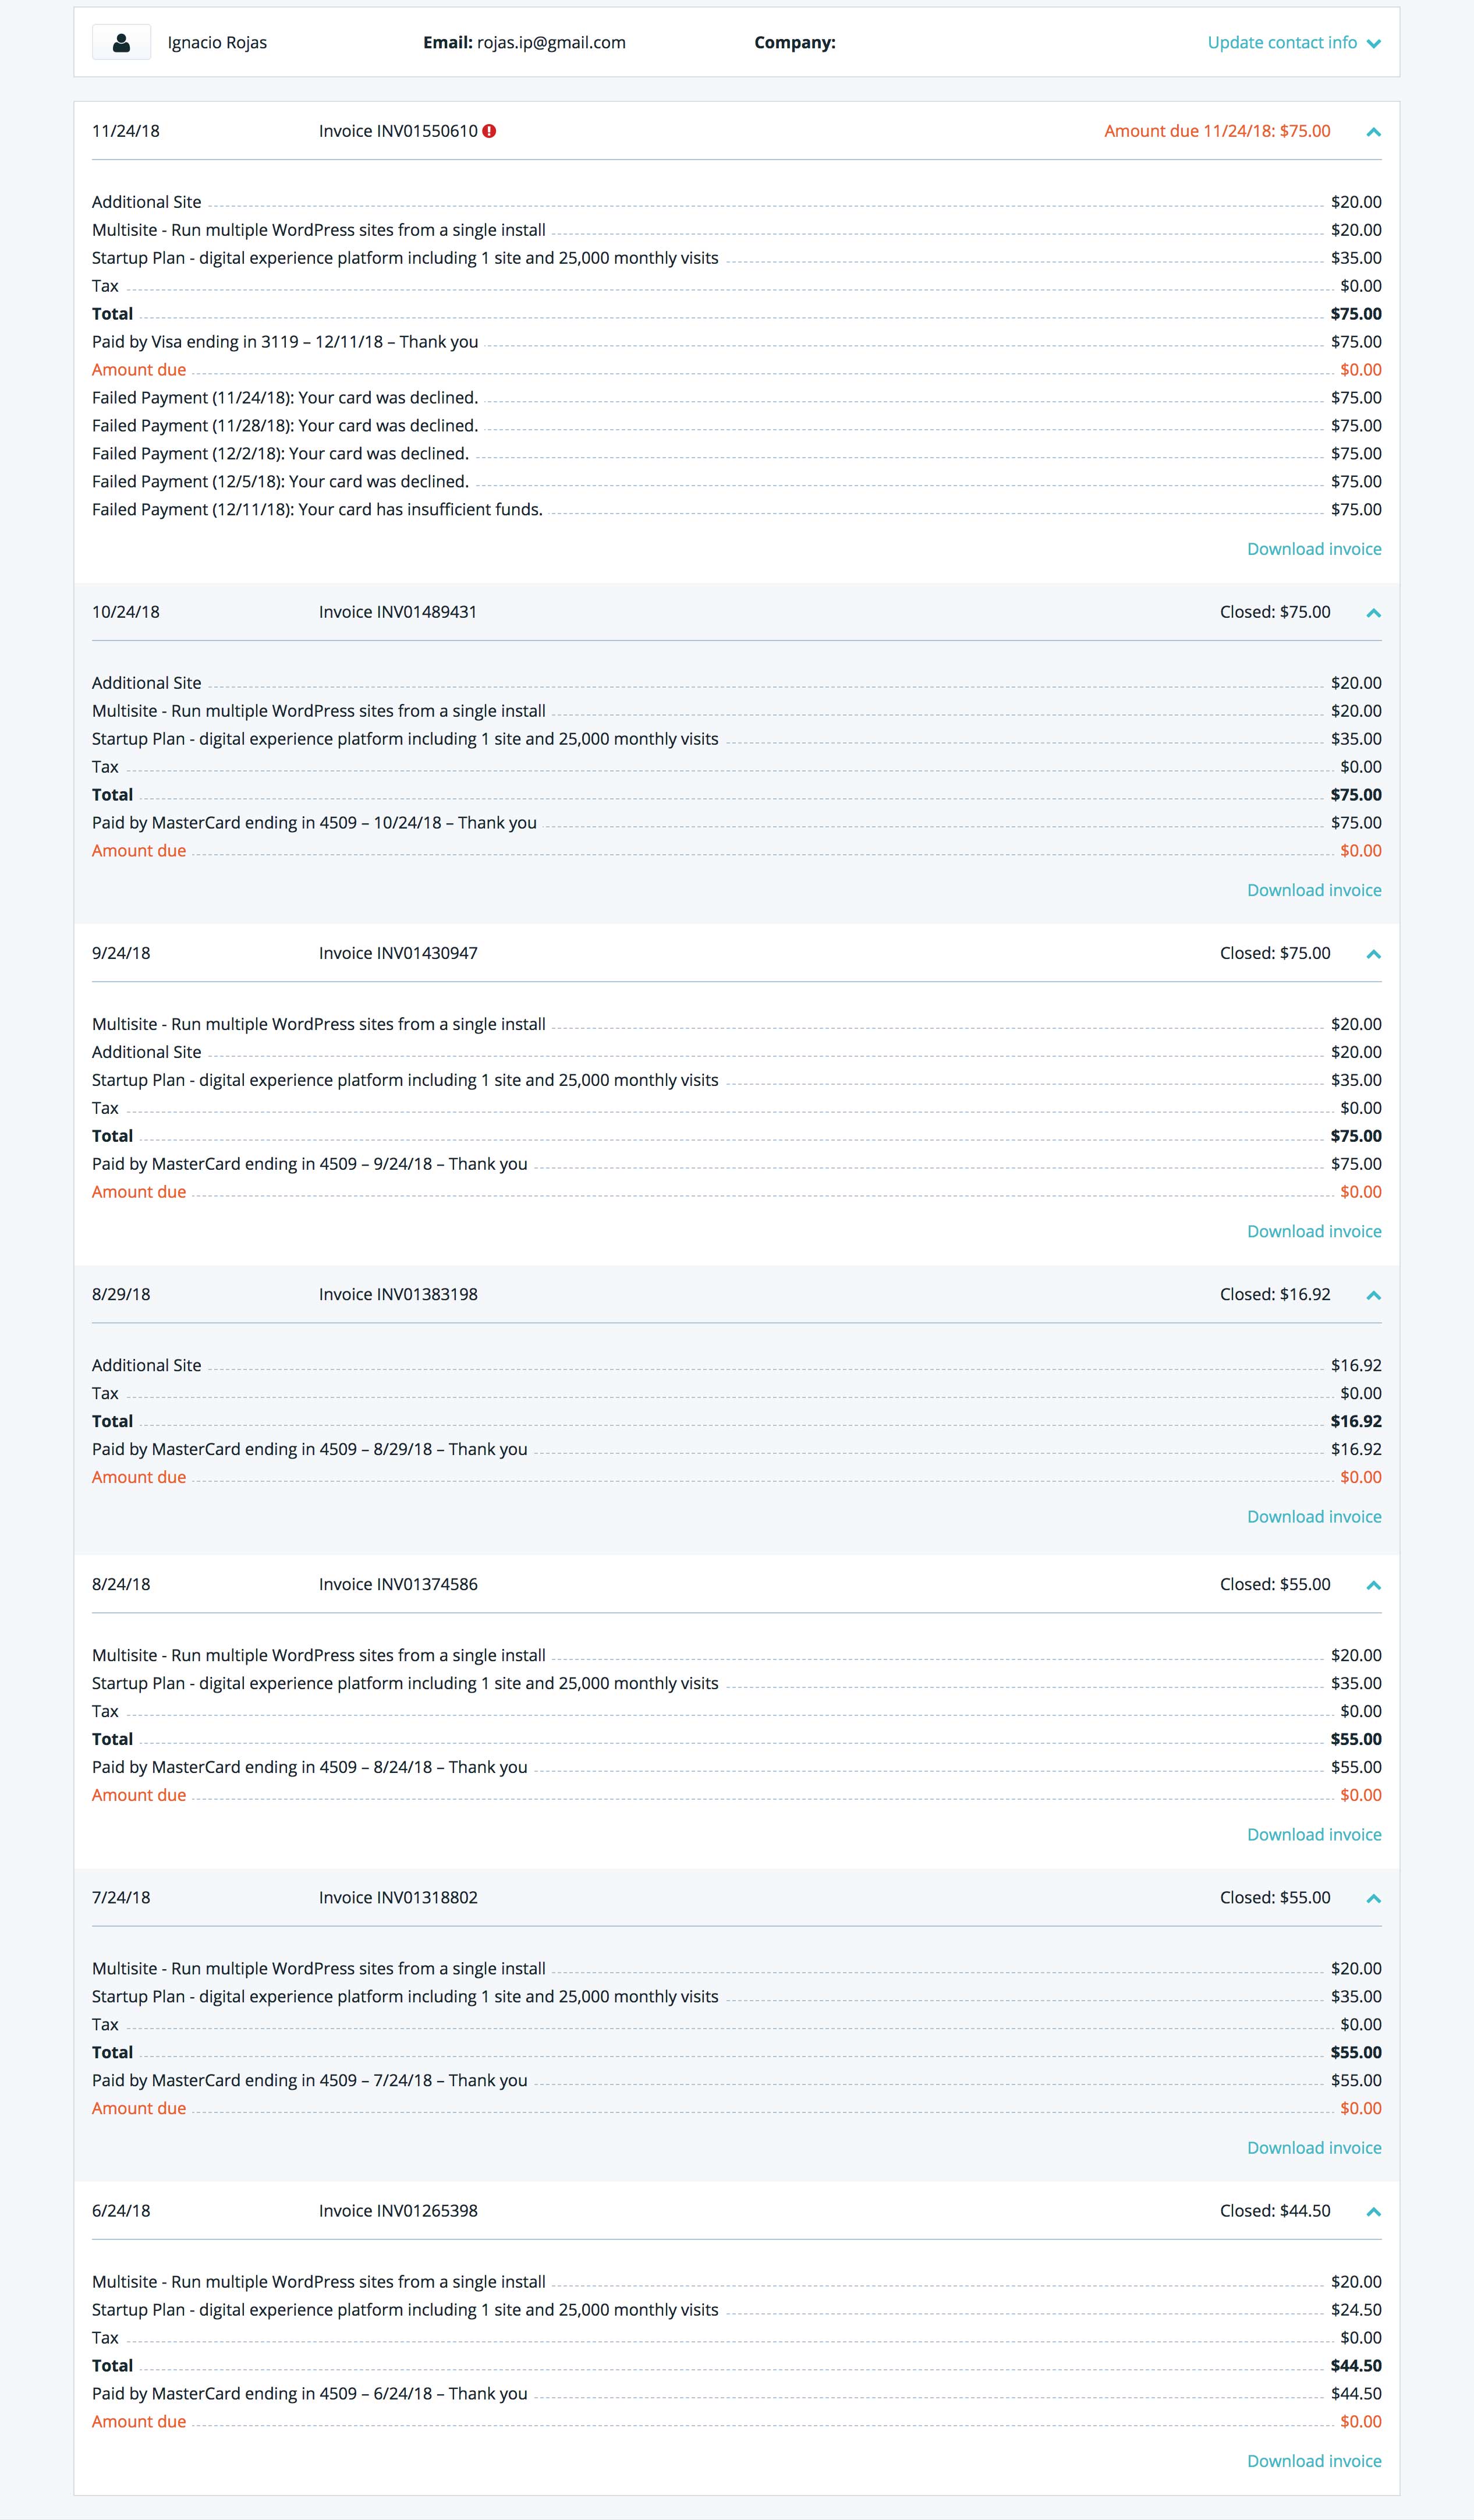 Ignacio Rojas Email: rojas.ip@gmail.com Company: Update contact info
11/24/18 Invoice INV01550610 Amount due 11/24/18: $75.00
Additional Site $20.00
Multisite - Run multiple WordPress sites from a single install $20.00
Startup Plan - digital experience platform including 1 site and 25,000 monthly visits $35.00
Tax $0.00
Total $75.00
Paid by Visa ending in 3119 – 12/11/18 – Thank you $75.00
Amount due $0.00
Failed Payment (11/24/18): Your card was declined. $75.00
Failed Payment (11/28/18): Your card was declined. $75.00
Failed Payment (12/2/18): Your card was declined. $75.00
Failed Payment (12/5/18): Your card was declined. $75.00
Failed Payment (12/11/18): Your card has insufficient funds. $75.00
Download invoice
10/24/18 Invoice INV01489431 Closed: $75.00
Additional Site $20.00
Multisite - Run multiple WordPress sites from a single install $20.00
Startup Plan - digital experience platform including 1 site and 25,000 monthly visits $35.00
Tax $0.00
Total $75.00
Paid by MasterCard ending in 4509 – 10/24/18 – Thank you $75.00
Amount due $0.00
Download invoice
9/24/18 Invoice INV01430947 Closed: $75.00
Multisite - Run multiple WordPress sites from a single install $20.00
Additional Site $20.00
Startup Plan - digital experience platform including 1 site and 25,000 monthly visits $35.00
Tax $0.00
Total $75.00
Paid by MasterCard ending in 4509 – 9/24/18 – Thank you $75.00
Amount due $0.00
Download invoice
8/29/18 Invoice INV01383198 Closed: $16.92
Additional Site $16.92
Tax $0.00
Total $16.92
Paid by MasterCard ending in 4509 – 8/29/18 – Thank you $16.92
Amount due $0.00
Download invoice
8/24/18 Invoice INV01374586 Closed: $55.00
Multisite - Run multiple WordPress sites from a single install $20.00
Startup Plan - digital experience platform including 1 site and 25,000 monthly visits $35.00
Tax $0.00
Total $55.00
Paid by MasterCard ending in 4509 – 8/24/18 – Thank you $55.00
Amount due $0.00
Download invoice
7/24/18 Invoice INV01318802 Closed: $55.00
Multisite - Run multiple WordPress sites from a single install $20.00
Startup Plan - digital experience platform including 1 site and 25,000 monthly visits $35.00
Tax $0.00
Total $55.00
Paid by MasterCard ending in 4509 – 7/24/18 – Thank you $55.00
Amount due $0.00
Download invoice
6/24/18 Invoice INV01265398 Closed: $44.50
Multisite - Run multiple WordPress sites from a single install $20.00
Startup Plan - digital experience platform including 1 site and 25,000 monthly visits $24.50
Tax $0.00
Total $44.50
Paid by MasterCard ending in 4509 – 6/24/18 – Thank you $44.50
Amount due $0.00
Download invoice